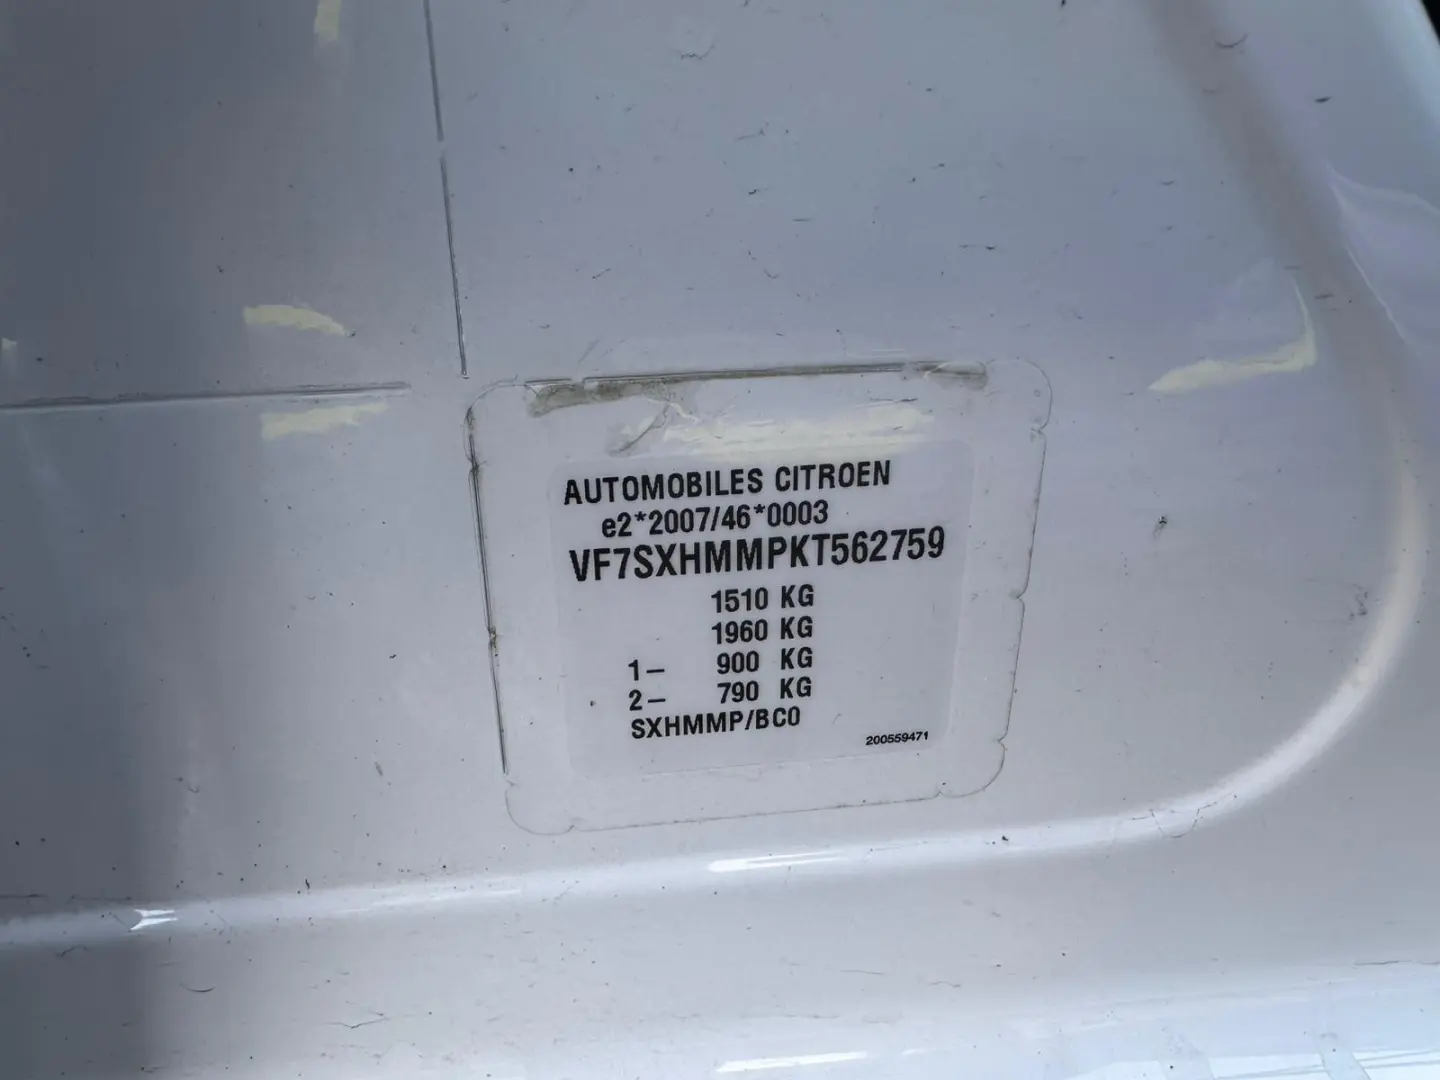 AUTOMOBILES CITROEN
e2*2007/46*0003
VF7SXHMMPKT562759
1510 KG
1960 KG
1– 900 KG
2– 790 KG
SXHMMP/BC0
200559471